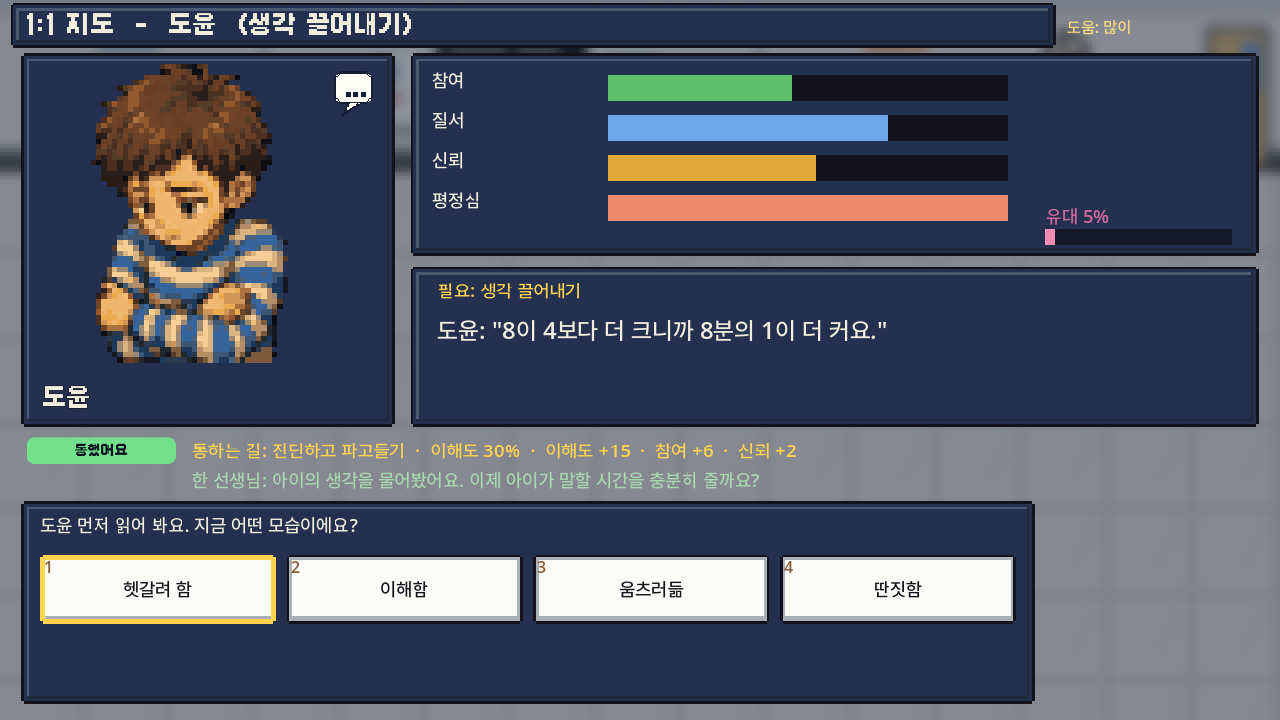 1:1 지도 - 도윤 (생각 끌어내기)
도움: 많이
...
도윤
참여
질서
신뢰
평정심
유대 5%
필요: 생각 끌어내기
도윤: "8이 4보다 더 크니까 8분의 1이 더 커요."
통했어요
통하는 길: 진단하고 파고들기 · 이해도 30% · 이해도 +15 · 참여 +6 · 신뢰 +2
한 선생님: 아이의 생각을 물어봤어요. 이제 아이가 말할 시간을 충분히 줄까요?
도윤 먼저 읽어 봐요. 지금 어떤 모습이에요?
1 헷갈려 함
2 이해함
3 움츠러듦
4 딴짓함